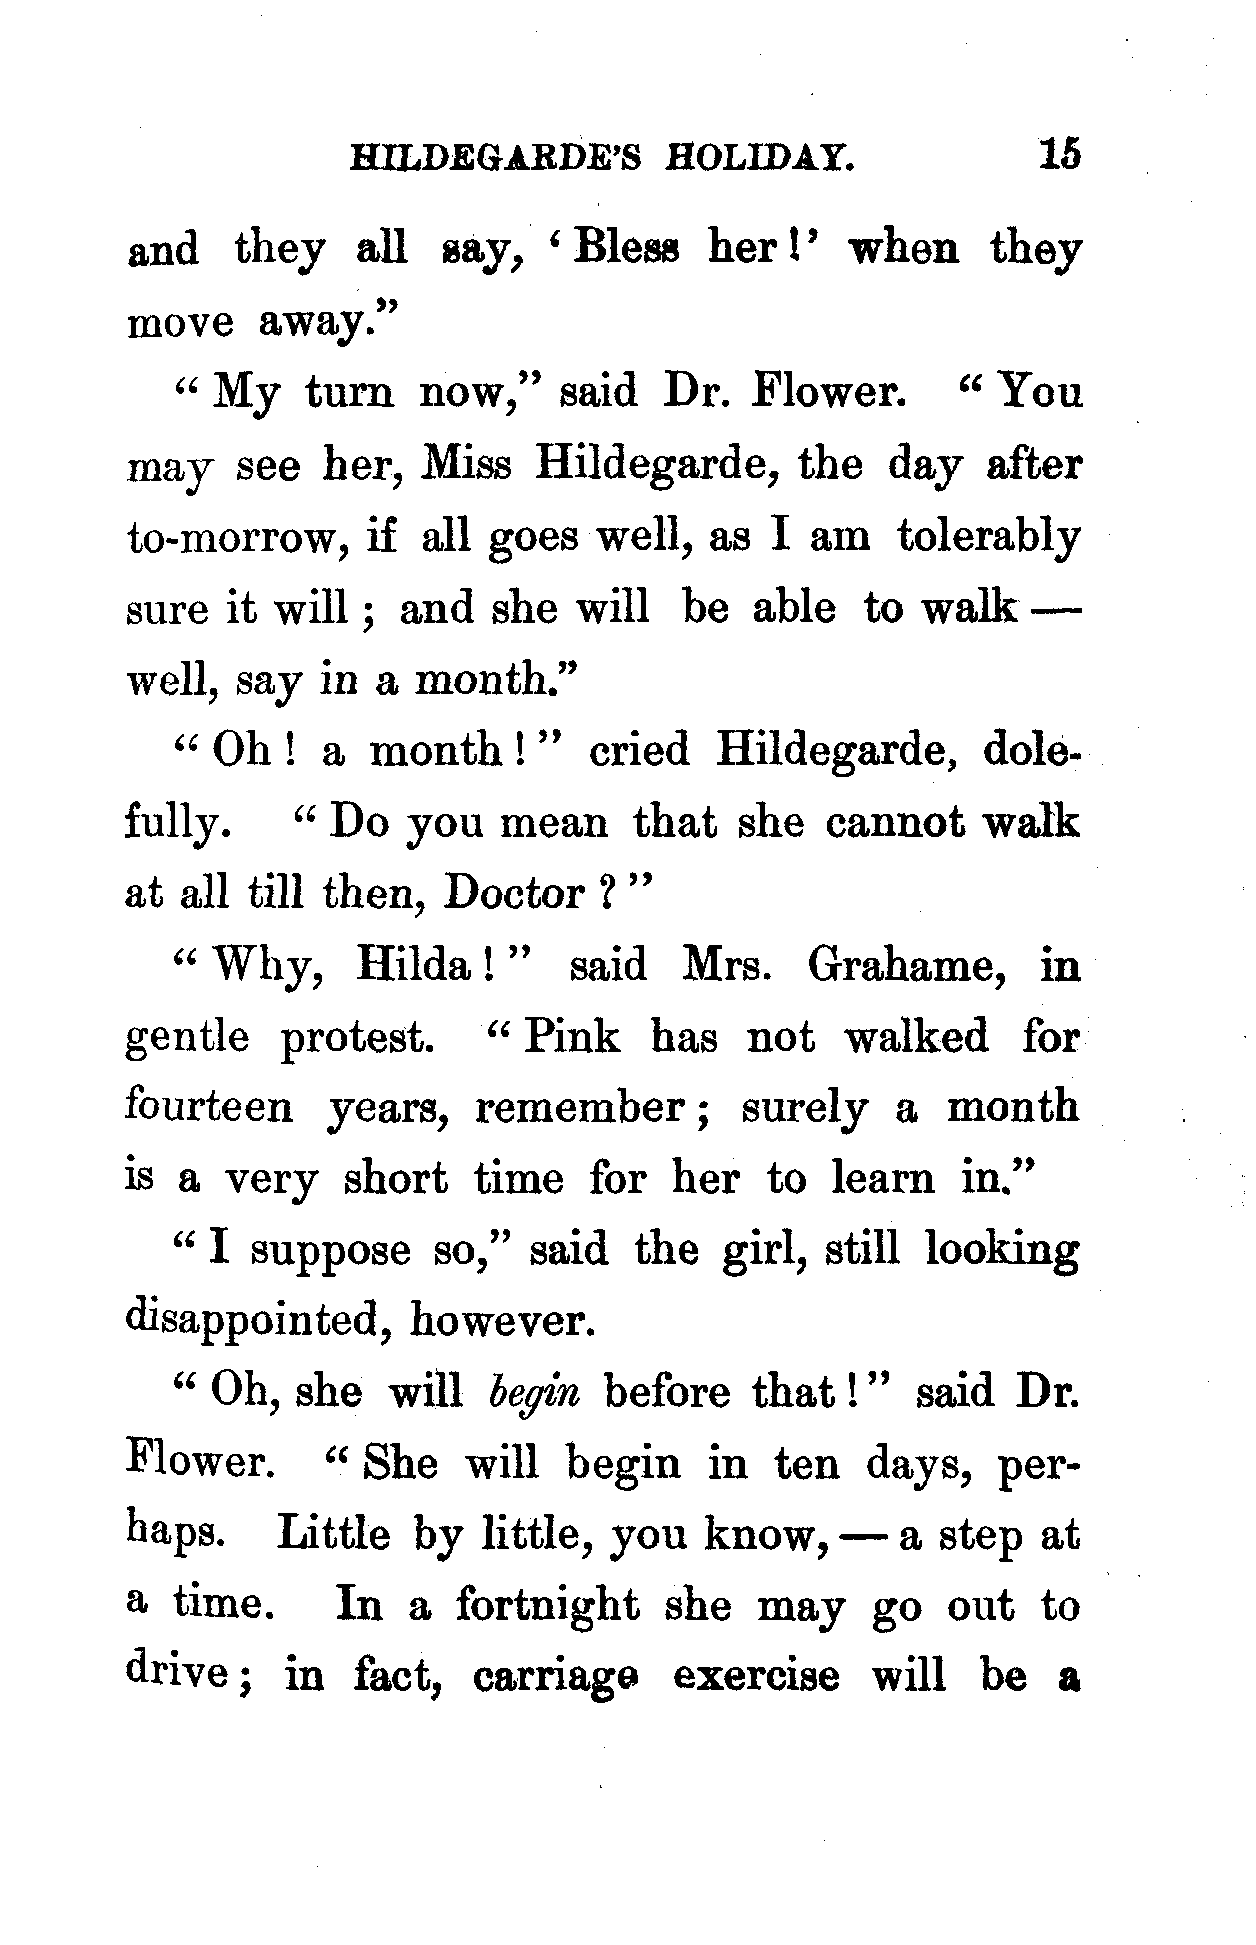 HILDEGARDE'S HOLIDAY. 15
and they all say, ‘Bless her!’ when they
move away.”
“My turn now,” said Dr. Flower. “You
may see her, Miss Hildegarde, the day after
to-morrow, if all goes well, as I am tolerably
sure it will; and she will be able to walk —
well, say in a month.”
“Oh! a month!” cried Hildegarde, dole-
fully. “Do you mean that she cannot walk
at all till then, Doctor?”
“Why, Hilda!” said Mrs. Grahame, in
gentle protest. “Pink has not walked for
fourteen years, remember; surely a month
is a very short time for her to learn in.”
“I suppose so,” said the girl, still looking
disappointed, however.
“Oh, she will begin before that!” said Dr.
Flower. “She will begin in ten days, per-
haps. Little by little, you know, — a step at
a time. In a fortnight she may go out to
drive; in fact, carriage exercise will be a